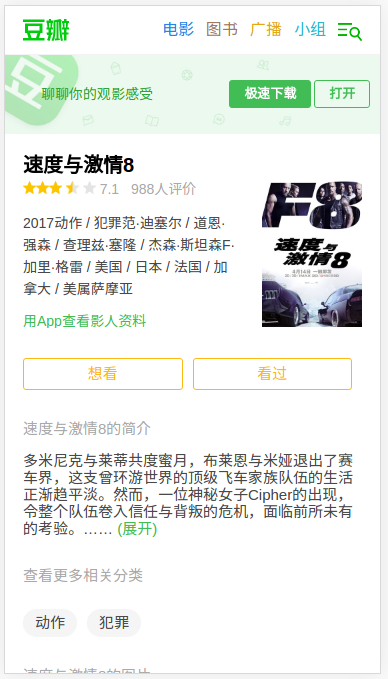 豆瓣
电影 图书 广播 小组
豆
聊聊你的观影感受
极速下载 打开
速度与激情8
7.1 988人评价
2017动作 / 犯罪范·迪塞尔 / 道恩·
强森 / 查理兹·塞隆 / 杰森·斯坦森F·
加里·格雷 / 美国 / 日本 / 法国 / 加
拿大 / 美属萨摩亚
用App查看影人资料
F8
速度与
激情8
4月14日
想看 看过
速度与激情8的简介
多米尼克与莱蒂共度蜜月，布莱恩与米娅退出了赛
车界，这支曾环游世界的顶级飞车家族队伍的生活
正渐趋平淡。然而，一位神秘女子Cipher的出现，
令整个队伍卷入信任与背叛的危机，面临前所未有
的考验。…… (展开)
查看更多相关分类
动作 犯罪
速度与激情8的图片